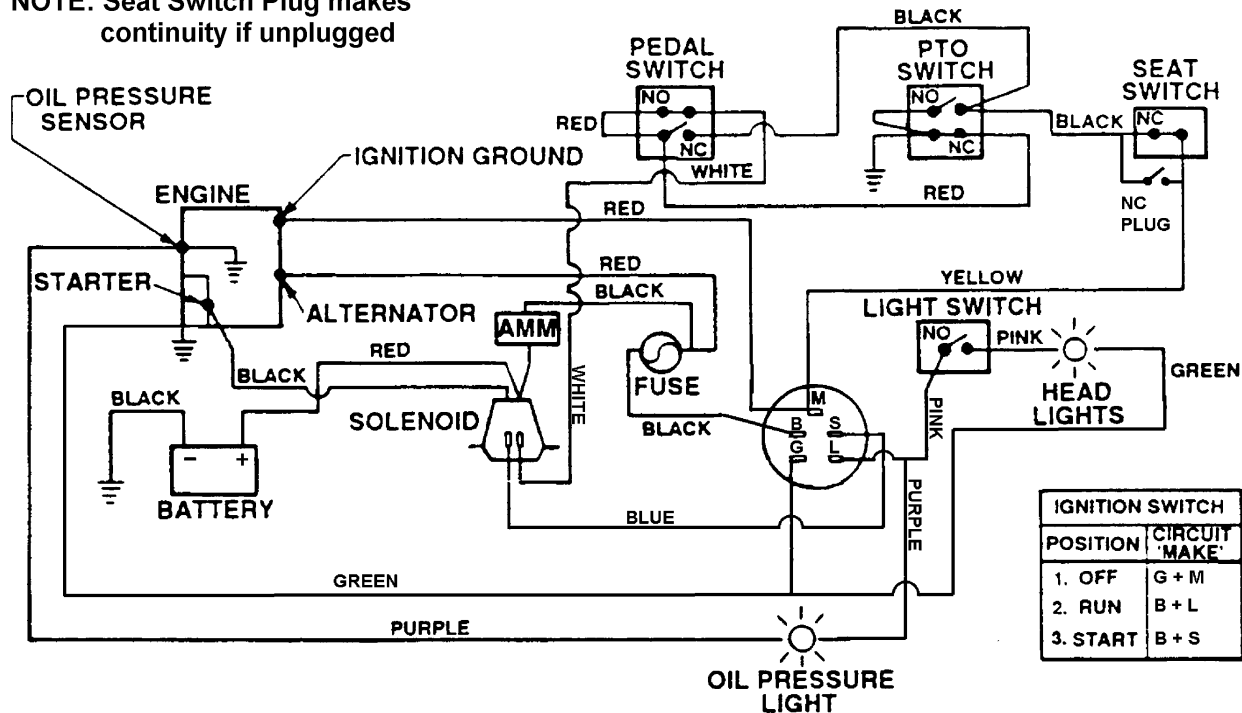 NOTE: Seat Switch Plug makes
continuity if unplugged
BLACK
PEDAL
SWITCH
PTO
SWITCH
SEAT
SWITCH
OIL PRESSURE
SENSOR
NO
NO
RED
BLACK
NC
NC
NC
IGNITION GROUND
WHITE
ENGINE
RED
RED
NC
PLUG
RED
YELLOW
STARTER
BLACK
LIGHT SWITCH
ALTERNATOR
AMM
NO
PINK
RED
FUSE
WHITE
BLACK
GREEN
BLACK
HEAD
LIGHTS
SOLENOID
M
B
S
G
L
BLACK
PINK
- +
BATTERY
PURPLE
BLUE
GREEN
PURPLE
OIL PRESSURE
LIGHT
IGNITION SWITCH
POSITION CIRCUIT 'MAKE'
1. OFF G + M
2. RUN B + L
3. START B + S